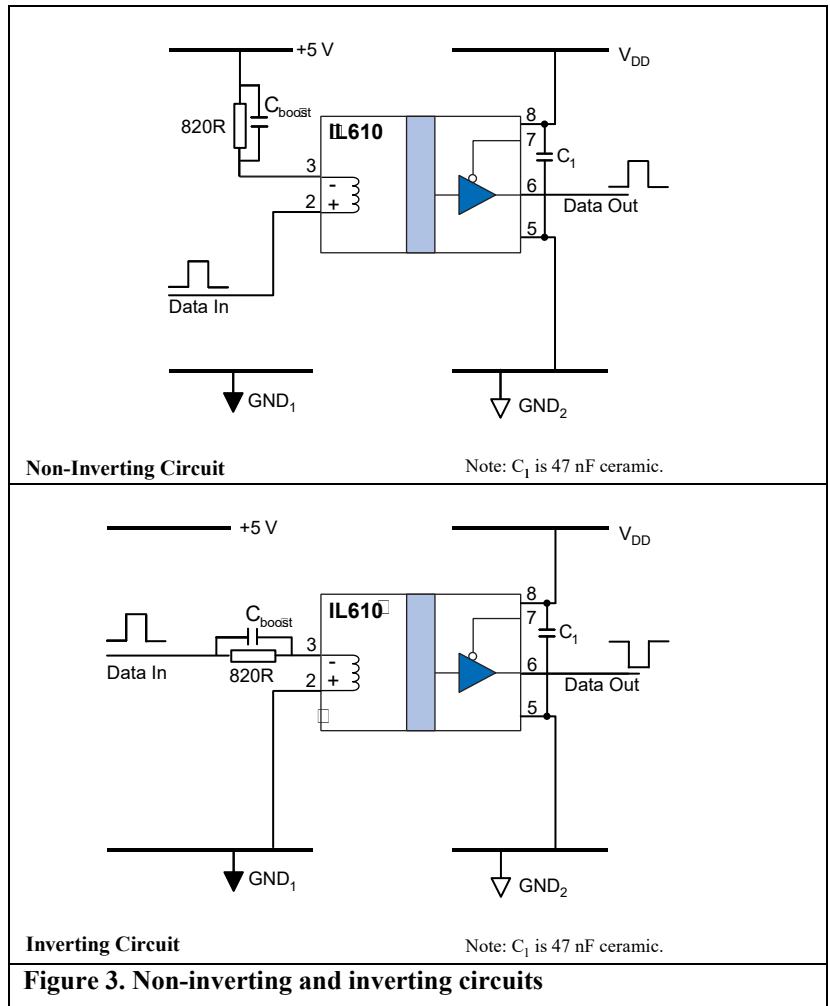 +5 V
V_DD
C_boost
820R
IL610
8
7
C_1
3
-
2
+
6
Data Out
5
Data In
GND_1
GND_2
Non-Inverting Circuit
Note: C_1 is 47 nF ceramic.
+5 V
V_DD
C_boost
IL610
8
7
C_1
3
-
Data In
820R
2
+
6
Data Out
5
GND_1
GND_2
Inverting Circuit
Note: C_1 is 47 nF ceramic.
Figure 3. Non-inverting and inverting circuits